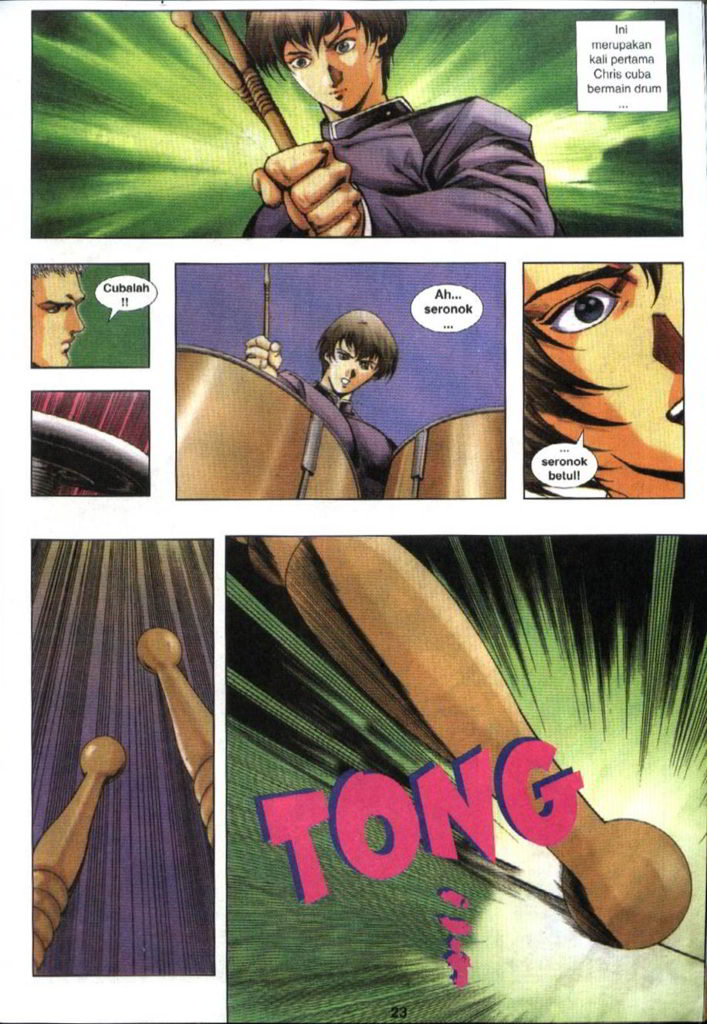 Ini
merupakan
kali pertama
Chris cuba
bermain drum
...
Cubalah
!!
Ah...
seronok
...
...
seronok
betul!
TONG
23